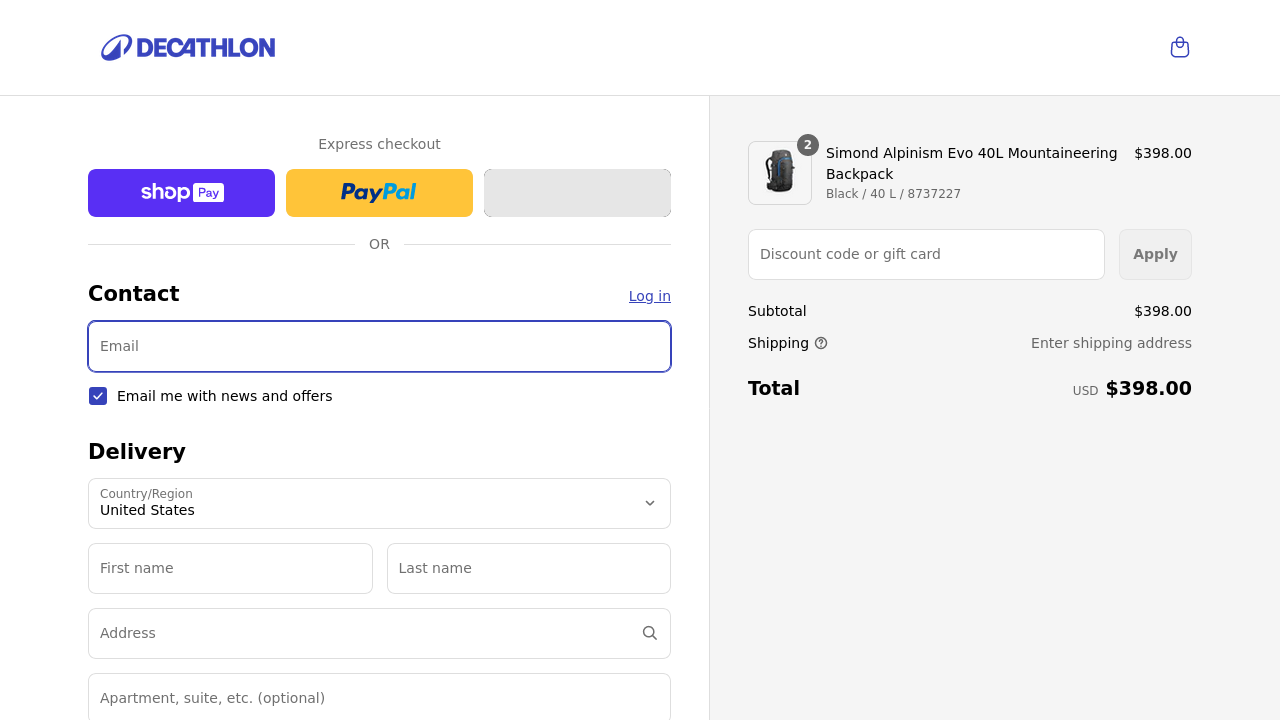 DECATHLON
Express checkout
shop Pay
PayPal
OR
Contact
Log in
Email
Email me with news and offers
Delivery
Country/Region
United States
First name
Last name
Address
Apartment, suite, etc. (optional)
2
Simond Alpinism Evo 40L Mountaineering
Backpack
$398.00
Black / 40 L / 8737227
Discount code or gift card
Apply
Subtotal
$398.00
Shipping
Enter shipping address
Total
USD $398.00